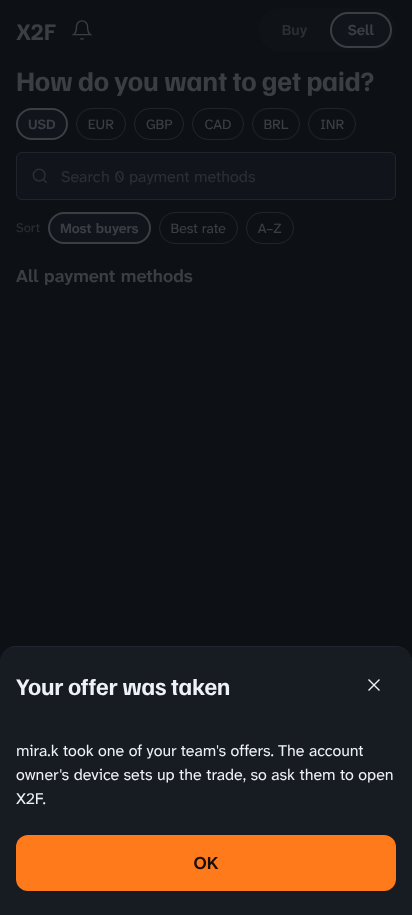 X2F
Buy
Sell
How do you want to get paid?
USD
EUR
GBP
CAD
BRL
INR
Search 0 payment methods
Sort
Most buyers
Best rate
A–Z
All payment methods
Your offer was taken
mira.k took one of your team's offers. The account
owner's device sets up the trade, so ask them to open
X2F.
OK